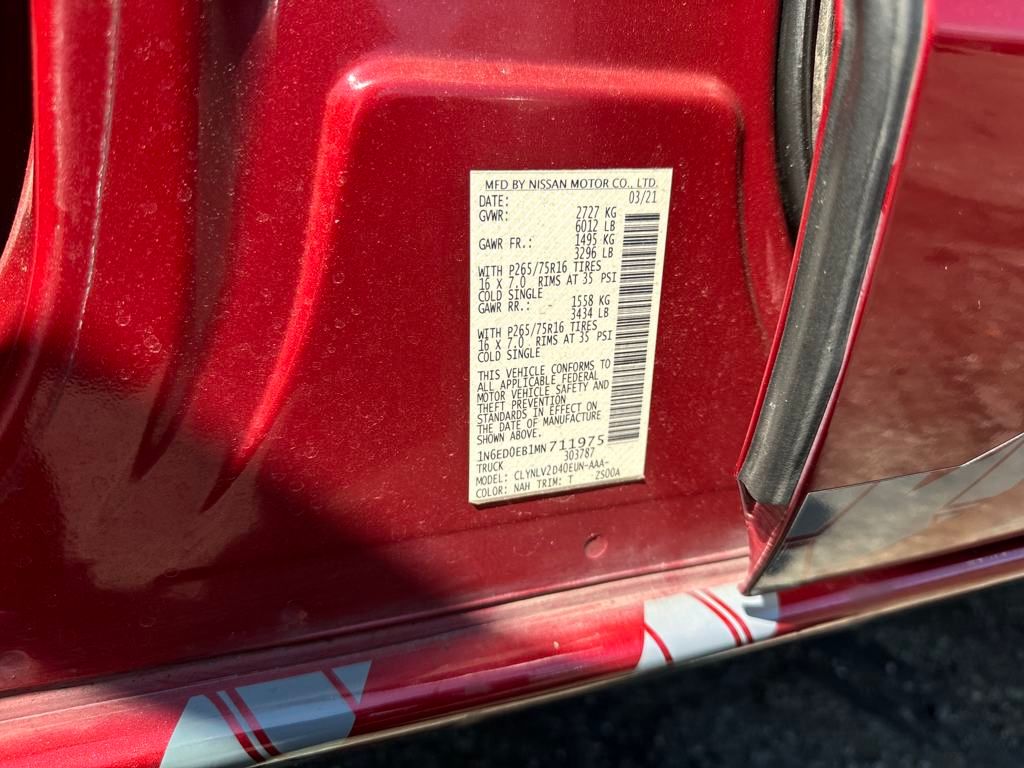 MFD BY NISSAN MOTOR CO., LTD.
DATE: 03/21
GVWR: 2727 KG
6012 LB
GAWR FR.: 1495 KG
3296 LB
WITH P265/75R16 TIRES
16 X 7.0 RIMS AT 35 PSI
COLD SINGLE
GAWR RR.: 1558 KG
3434 LB
WITH P265/75R16 TIRES
16 X 7.0 RIMS AT 35 PSI
COLD SINGLE
THIS VEHICLE CONFORMS TO
ALL APPLICABLE FEDERAL
MOTOR VEHICLE SAFETY AND
THEFT PREVENTION
STANDARDS IN EFFECT ON
THE DATE OF MANUFACTURE
SHOWN ABOVE.
1N6ED0EB1MN711975
TRUCK 303787
MODEL: CLYNLV2D40EUN-AAA-
COLOR: NAH TRIM: T ZS00A